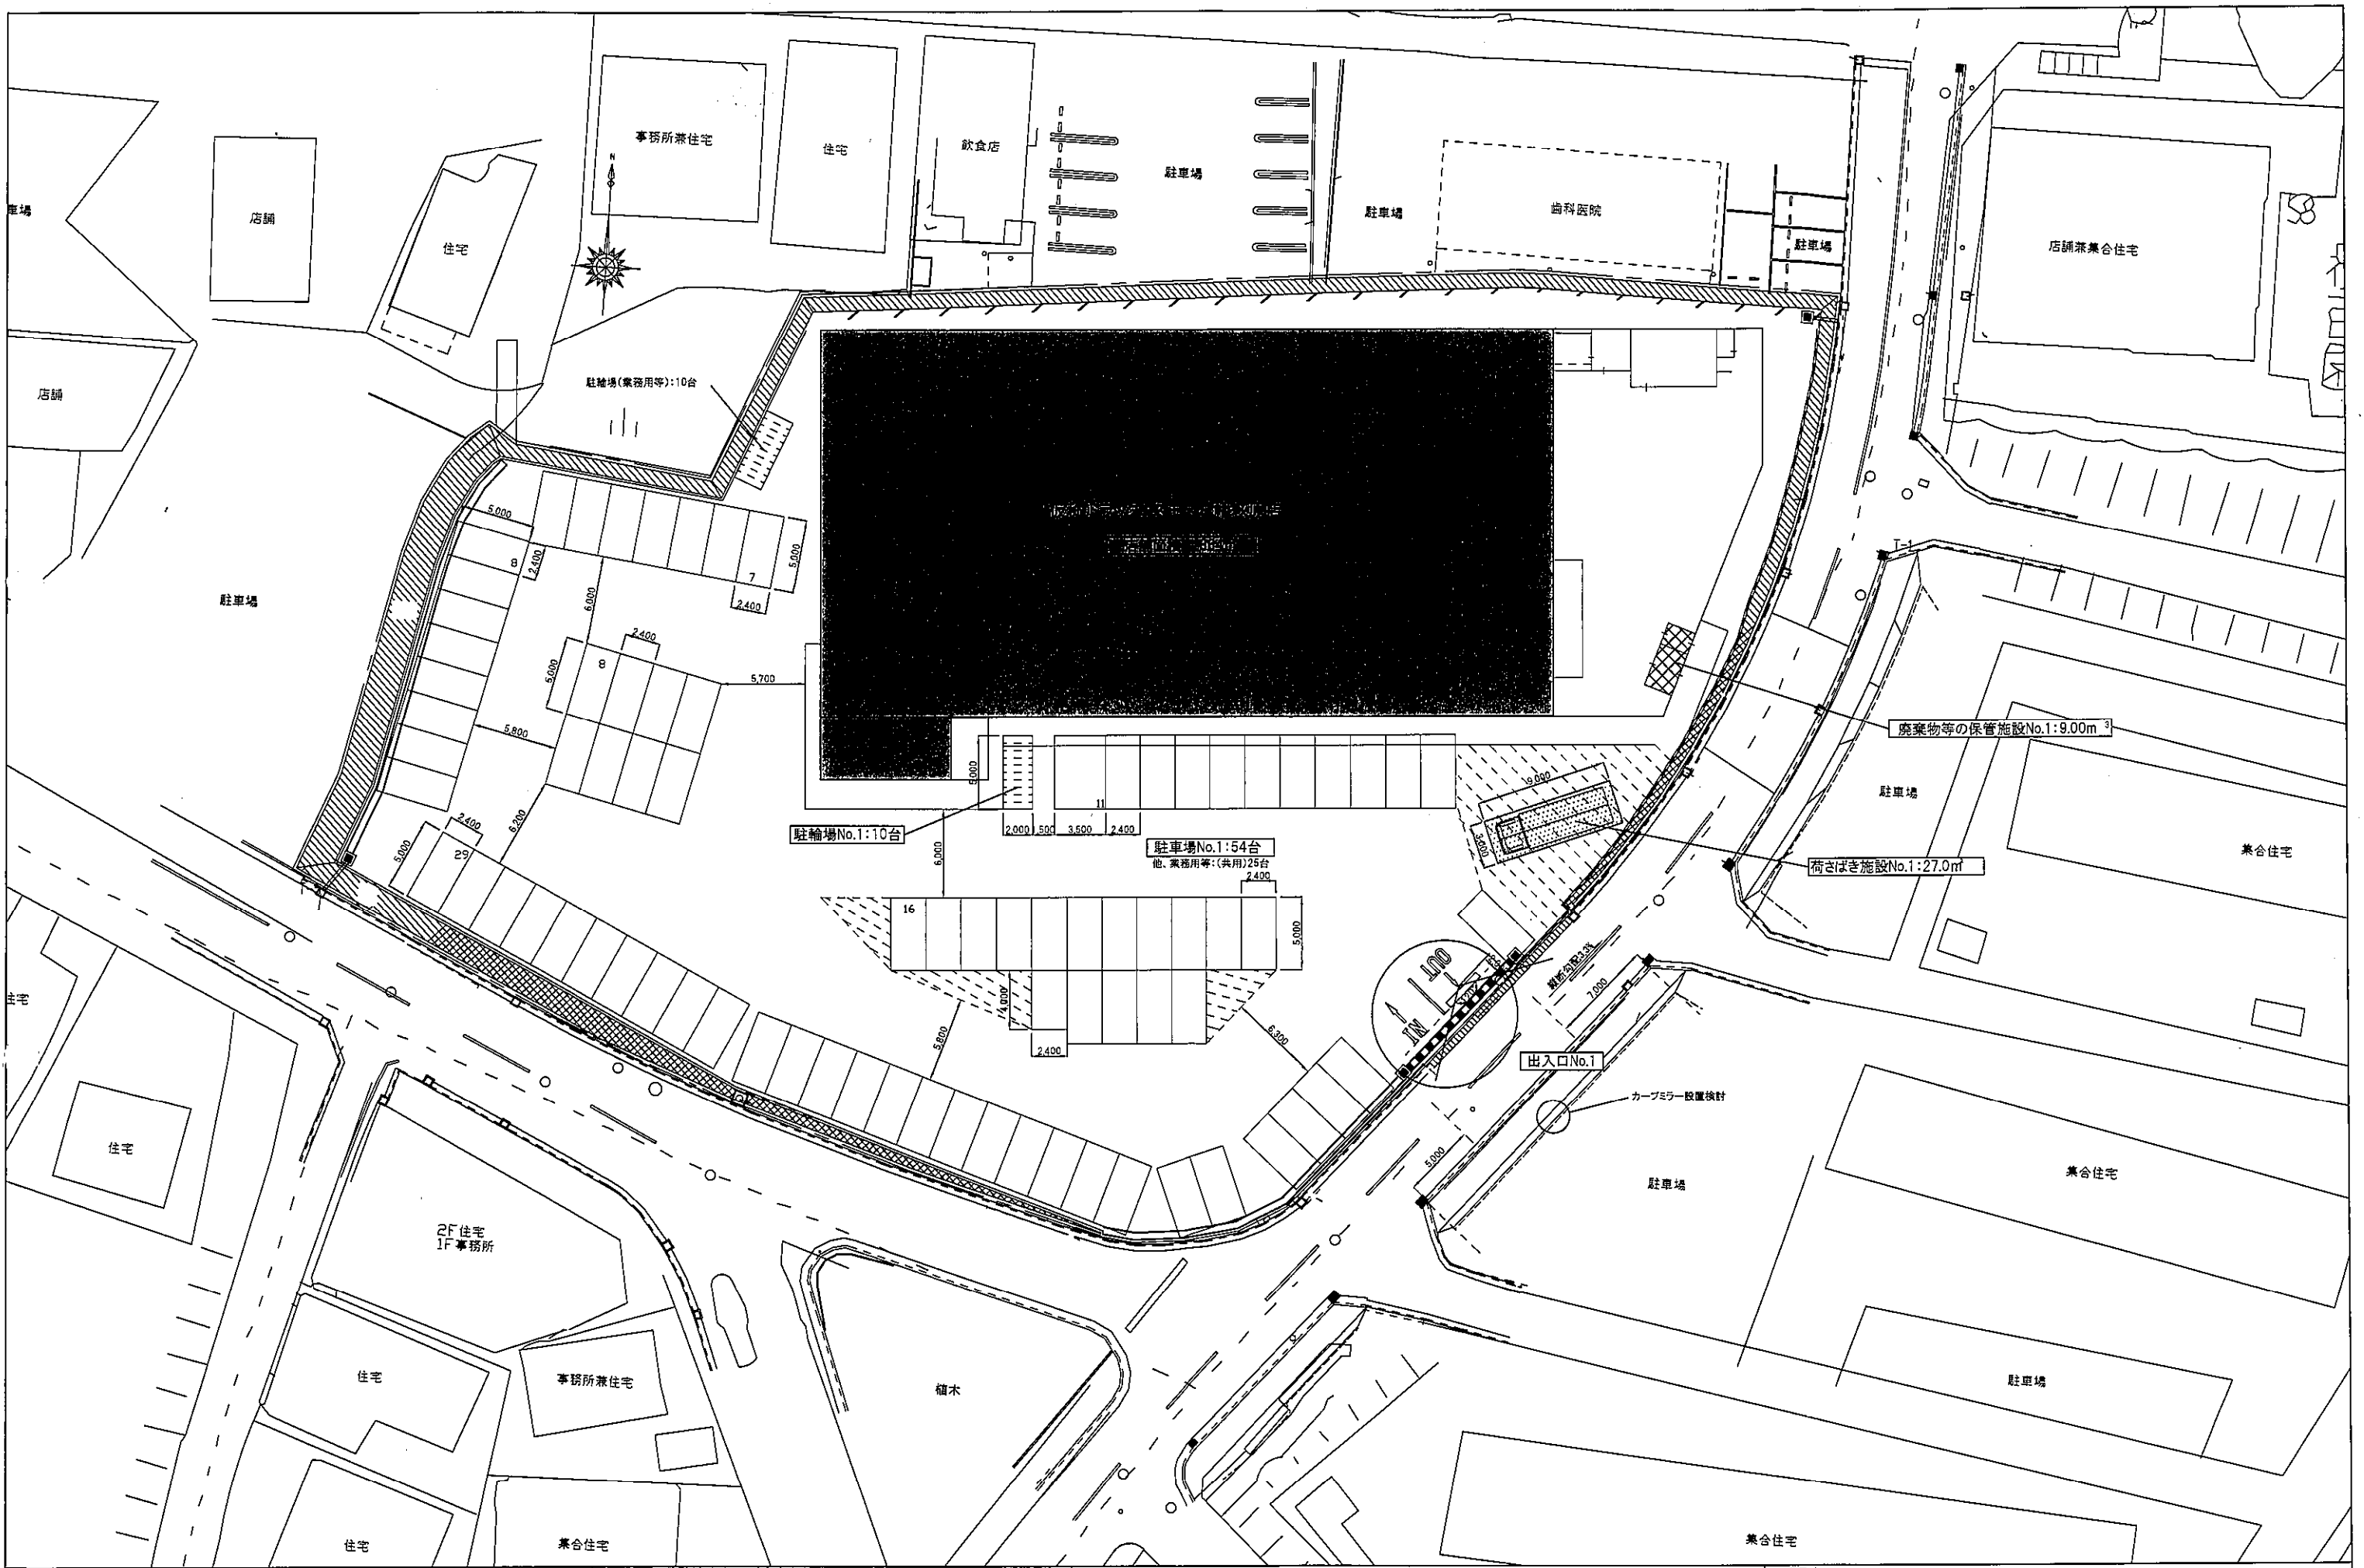 事務所兼住宅
住宅
飲食店
駐車場
駐車場
歯科医院
駐車場
店舗兼集合住宅
車場
店舗
住宅
N
店舗
駐輪場(業務用等):10台
駐車場
5,000
8
2,400
7
5,000
2,400
6,000
2,400
8
5,000
5,700
5,800
6,200
2,400
5,000
29
T-1
廃棄物等の保管施設No.1:9.00m³
駐車場
集合住宅
5,000
11
2,000
500
3,500
2,400
駐輪場No.1:10台
駐車場No.1:54台
他、業務用等:(共用)25台
9,000
3,000
荷さばき施設No.1:27.0㎡
6,000
16
2,400
5,000
4,000
2,400
5,800
6,300
OUT
IN
7,000
出入口No.1
カーブミラー設置検討
5,000
駐車場
集合住宅
住宅
住宅
2F住宅
1F事務所
住宅
事務所兼住宅
植木
駐車場
住宅
集合住宅
集合住宅